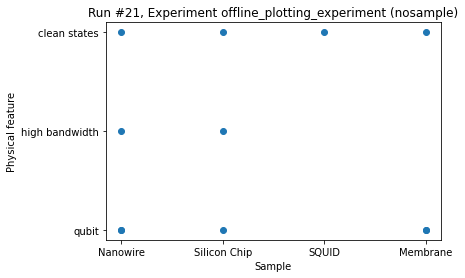 Run #21, Experiment offline_plotting_experiment (nosample)
clean states
high bandwidth
qubit
Physical feature
Nanowire Silicon Chip SQUID Membrane
Sample